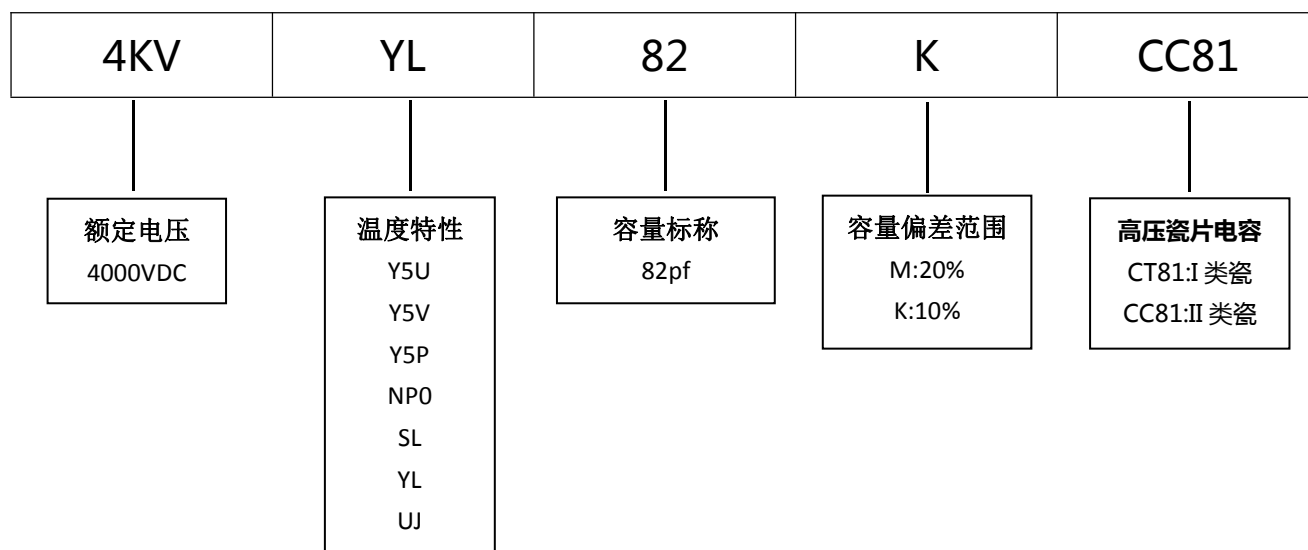 4KV YL 82 K CC81
额定电压
4000VDC
温度特性
Y5U
Y5V
Y5P
NP0
SL
YL
UJ
容量标称
82pf
容量偏差范围
M:20%
K:10%
高压瓷片电容
CT81:I 类瓷
CC81:II 类瓷